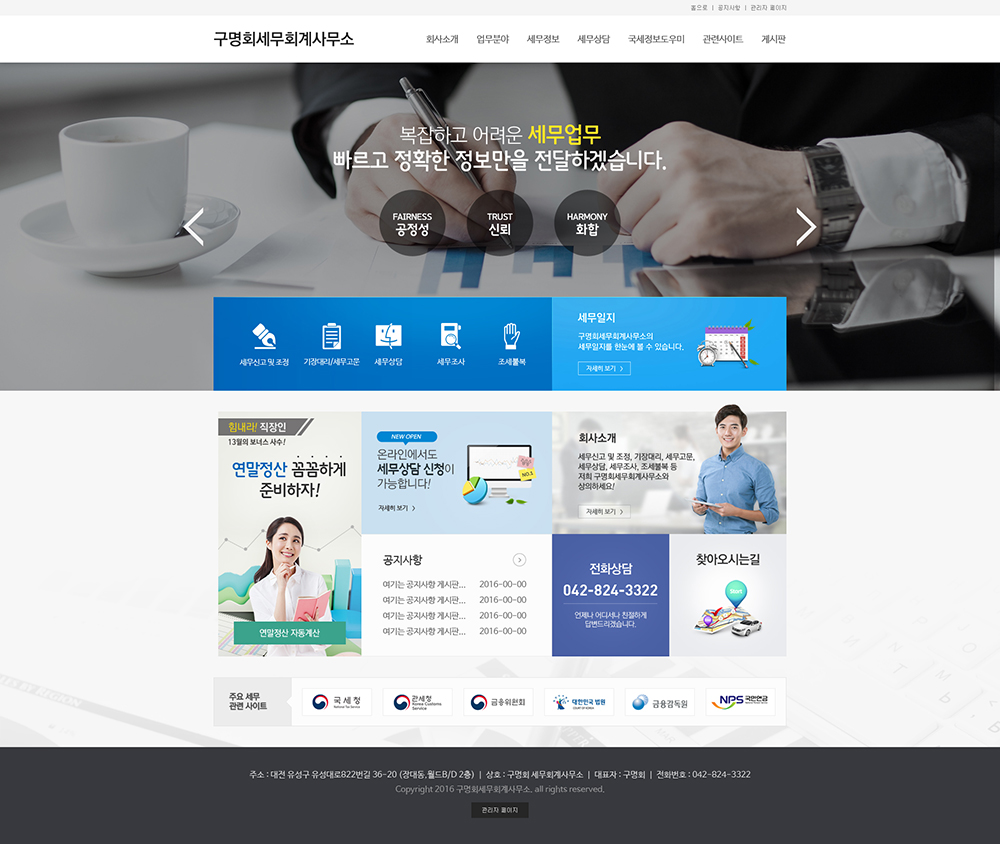 홈으로 | 공지사항 | 관리자 홈페이지
구명회세무회계사무소
회사소개 업무분야 세무정보 세무상담 국세정보도우미 관련사이트 게시판
복잡하고 어려운 세무업무
빠르고 정확한 정보만을 전달하겠습니다.
FAIRNESS
공정성
TRUST
신뢰
HARMONY
화합
세무신고 및 조정
기장대리/세무고문
세무상담
세무조사
조세불복
세무일지
구명회세무회계사무소의
세무일지를 한눈에 볼 수 있습니다.
자세히 보기 >
힘내라! 직장인
13월의 보너스 사수!
연말정산 꼼꼼하게
준비하자!
연말정산 자동계산
NEW OPEN
온라인에서도
세무상담 신청이
가능합니다!
자세히 보기 >
NO.1
회사소개
세무신고 및 조정, 기장대리, 세무고문,
세무상담, 세무조사, 조세불복 등
저희 구명회세무회계사무소와
상의하세요!
자세히 보기 >
공지사항
여기는 공지사항 게시판... 2016-00-00
여기는 공지사항 게시판... 2016-00-00
여기는 공지사항 게시판... 2016-00-00
여기는 공지사항 게시판... 2016-00-00
전화상담
042-824-3322
언제나 어디서나 친절하게
답변드리겠습니다.
찾아오시는길
Start
주요 세무
관련 사이트
국세청
National Tax Service
관세청
Korea Customs
Service
금융위원회
대한민국 법원
COURT OF KOREA
금융감독원
NPS 국민연금
주소 : 대전 유성구 유성대로822번길 36-20 (장대동,월드B/D 2층) | 상호 : 구명회 세무회계사무소 | 대표자 : 구명회 | 전화번호 : 042-824-3322
Copyright 2016 구명회세무회계사무소. all rights reserved.
관리자 홈페이지